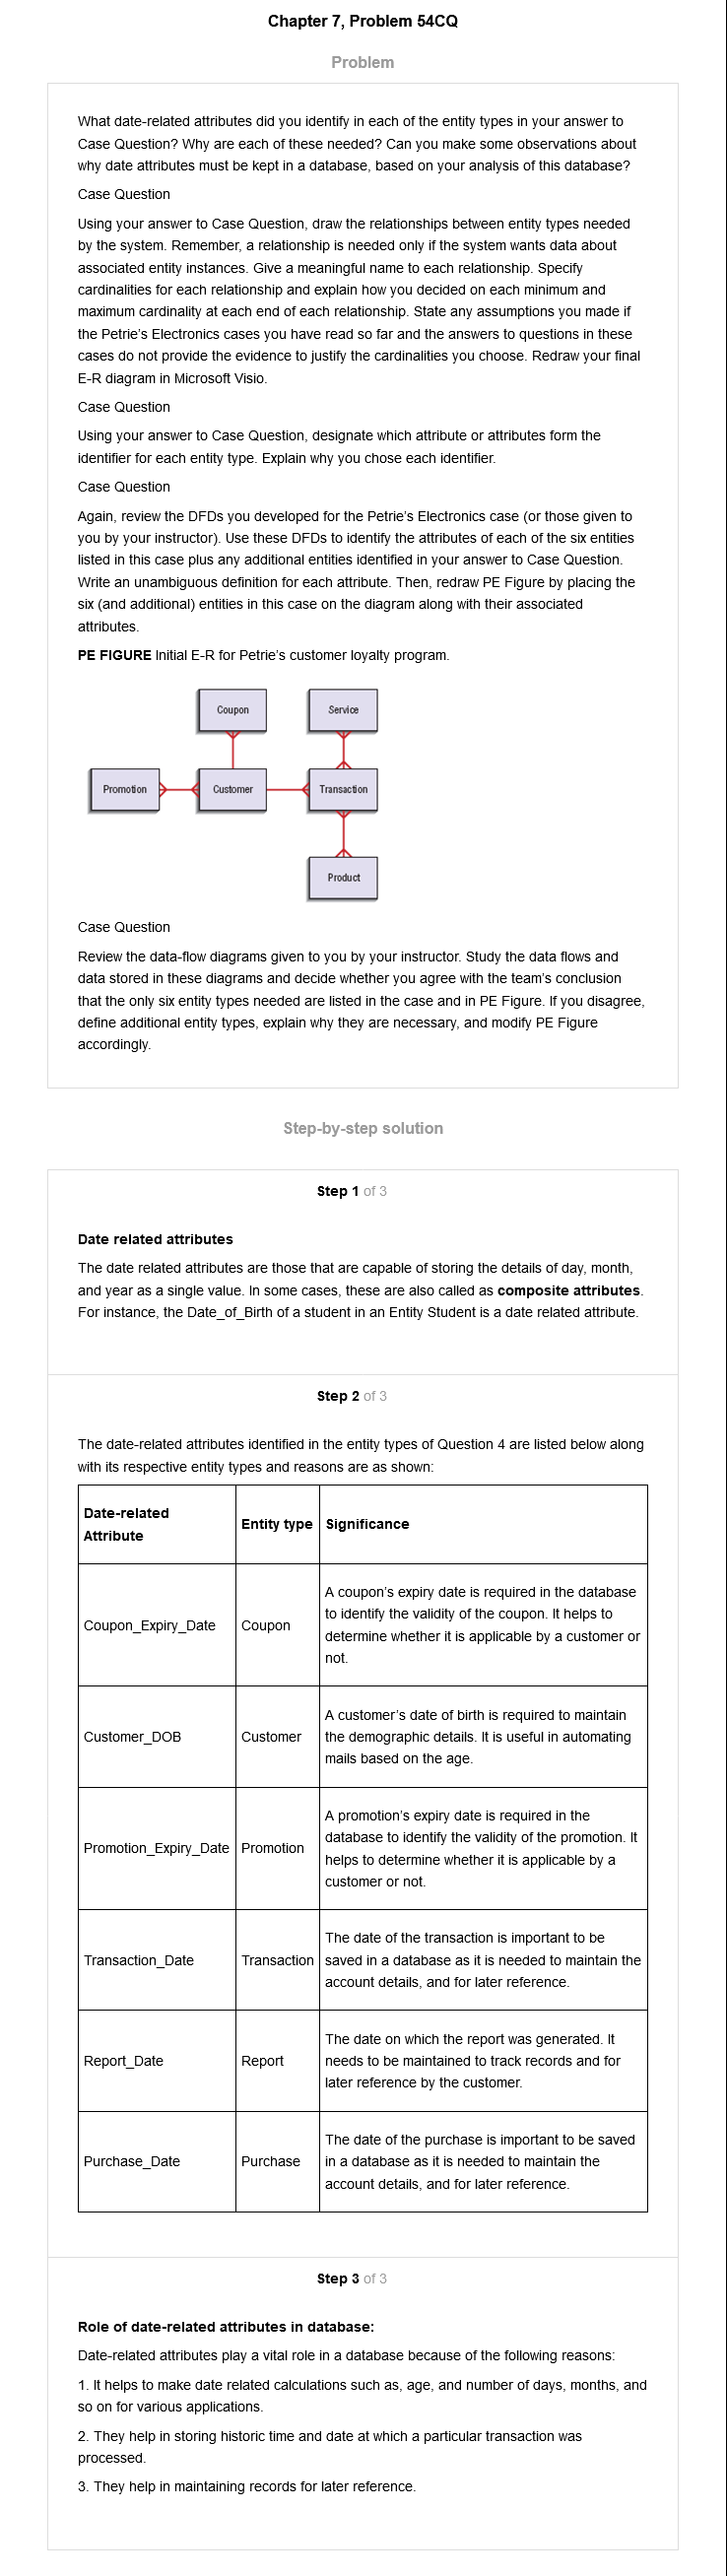 Chapter 7, Problem 54CQ
Problem
What date-related attributes did you identify in each of the entity types in your answer to
Case Question? Why are each of these needed? Can you make some observations about
why date attributes must be kept in a database, based on your analysis of this database?
Case Question
Using your answer to Case Question, draw the relationships between entity types needed
by the system. Remember, a relationship is needed only if the system wants data about
associated entity instances. Give a meaningful name to each relationship. Specify
cardinalities for each relationship and explain how you decided on each minimum and
maximum cardinality at each end of each relationship. State any assumptions you made if
the Petrie's Electronics cases you have read so far and the answers to questions in these
cases do not provide the evidence to justify the cardinalities you choose. Redraw your final
E-R diagram in Microsoft Visio.
Case Question
Using your answer to Case Question, designate which attribute or attributes form the
identifier for each entity type. Explain why you chose each identifier.
Case Question
Again, review the DFDs you developed for the Petrie's Electronics case (or those given to
you by your instructor). Use these DFDs to identify the attributes of each of the six entities
listed in this case plus any additional entities identified in your answer to Case Question.
Write an unambiguous definition for each attribute. Then, redraw PE Figure by placing the
six (and additional) entities in this case on the diagram along with their associated
attributes.
PE FIGURE Initial E-R for Petrie's customer loyalty program.
Coupon
Service
Promotion
Customer
Transaction
Product
Case Question
Review the data-flow diagrams given to you by your instructor. Study the data flows and
data stored in these diagrams and decide whether you agree with the team's conclusion
that the only six entity types needed are listed in the case and in PE Figure. If you disagree,
define additional entity types, explain why they are necessary, and modify PE Figure
accordingly.
Step-by-step solution
Step 1 of 3
Date related attributes
The date related attributes are those that are capable of storing the details of day, month,
and year as a single value. In some cases, these are also called as composite attributes.
For instance, the Date_of_Birth of a student in an Entity Student is a date related attribute.
Step 2 of 3
The date-related attributes identified in the entity types of Question 4 are listed below along
with its respective entity types and reasons are as shown:
Date-related
Attribute
Entity type
Significance
Coupon_Expiry_Date
Coupon
A coupon's expiry date is required in the database
to identify the validity of the coupon. It helps to
determine whether it is applicable by a customer or
not.
Customer_DOB
Customer
A customer's date of birth is required to maintain
the demographic details. It is useful in automating
mails based on the age.
Promotion_Expiry_Date
Promotion
A promotion's expiry date is required in the
database to identify the validity of the promotion. It
helps to determine whether it is applicable by a
customer or not.
Transaction_Date
Transaction
The date of the transaction is important to be
saved in a database as it is needed to maintain the
account details, and for later reference.
Report_Date
Report
The date on which the report was generated. It
needs to be maintained to track records and for
later reference by the customer.
Purchase_Date
Purchase
The date of the purchase is important to be saved
in a database as it is needed to maintain the
account details, and for later reference.
Step 3 of 3
Role of date-related attributes in database:
Date-related attributes play a vital role in a database because of the following reasons:
1. It helps to make date related calculations such as, age, and number of days, months, and
so on for various applications.
2. They help in storing historic time and date at which a particular transaction was
processed.
3. They help in maintaining records for later reference.